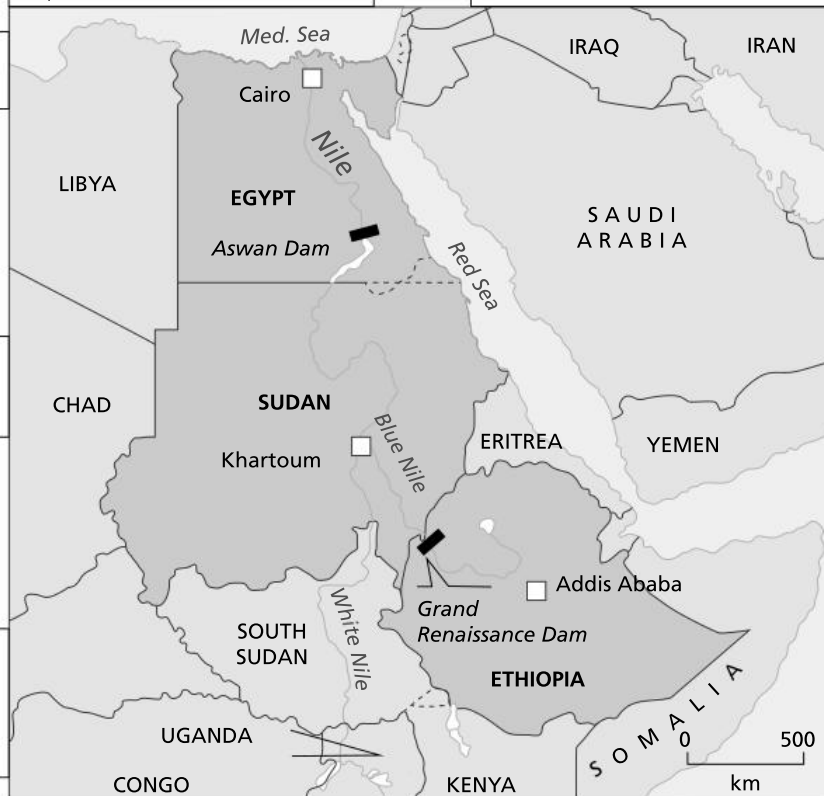 Med. Sea
IRAQ
IRAN
Cairo
Nile
LIBYA
EGYPT
SAUDI
ARABIA
Aswan Dam
Red Sea
CHAD
SUDAN
Blue Nile
ERITREA
YEMEN
Khartoum
Addis Ababa
Grand
Renaissance Dam
White Nile
SOUTH
SUDAN
ETHIOPIA
SOMALIA
UGANDA
0 500
km
CONGO
KENYA